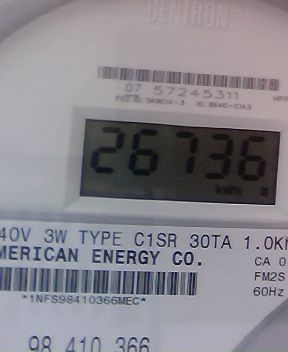 CENTRON
07 57245311
26736
kWh
40V 3W TYPE C1SR 30TA 1.0K
MERICAN ENERGY CO.
CA 0
FM2S
60Hz
*1NFS98410366MEC*
98 410 366